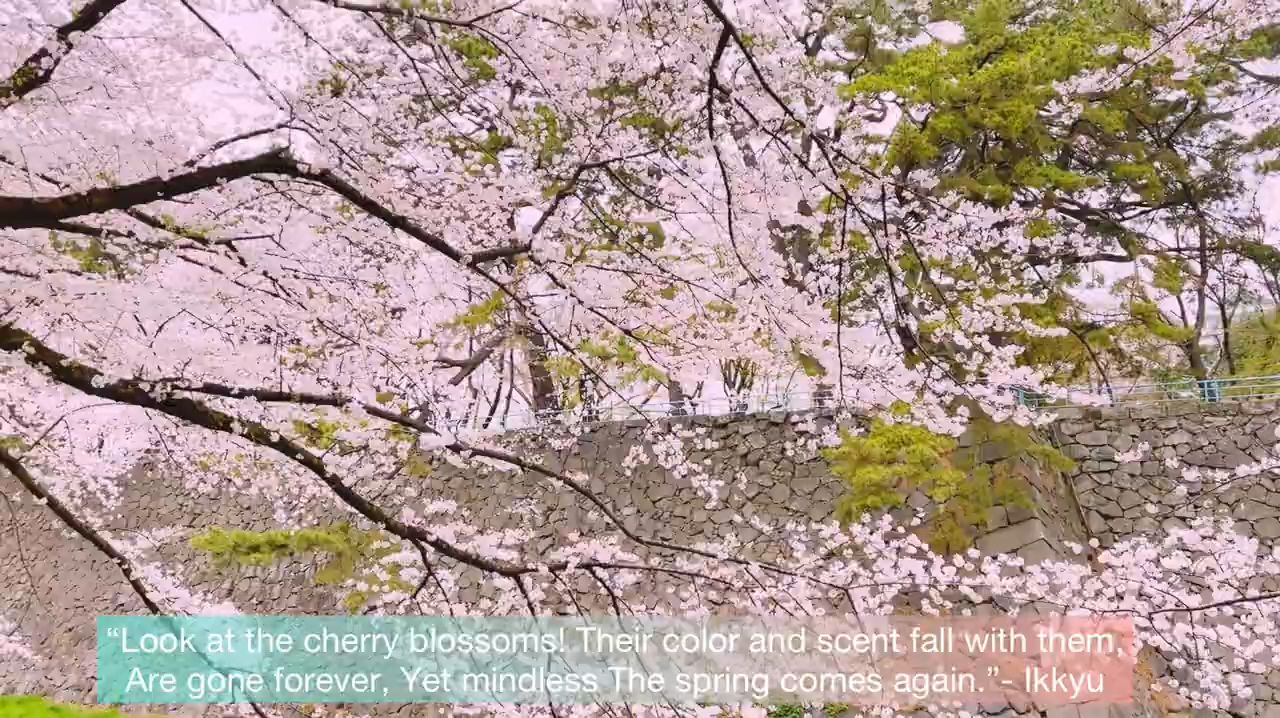 “Look at the cherry blossoms! Their color and scent fall with them,
Are gone forever, Yet mindless The spring comes again.”- Ikkyu